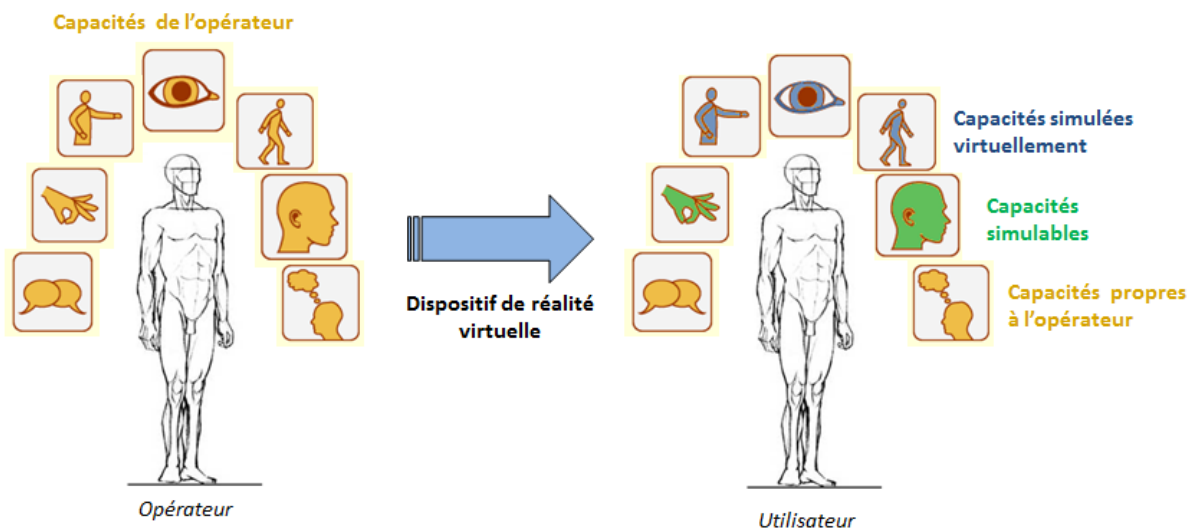 Capacités de l'opérateur
Capacités simulées
virtuellement
Capacités
simulables
Dispositif de réalité
virtuelle
Capacités propres
à l'opérateur
Opérateur
Utilisateur